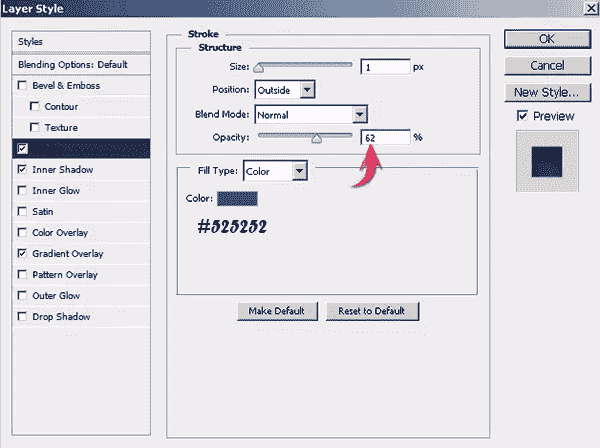 Layer Style
Styles
Blending Options: Default
Bevel & Emboss
Contour
Texture
Inner Shadow
Inner Glow
Satin
Color Overlay
Gradient Overlay
Pattern Overlay
Outer Glow
Drop Shadow
Stroke
Structure
Size: 1 px
Position: Outside
Blend Mode: Normal
Opacity: 62 %
Fill Type: Color
Color:
#525252
Make Default Reset to Default
OK
Cancel
New Style...
Preview